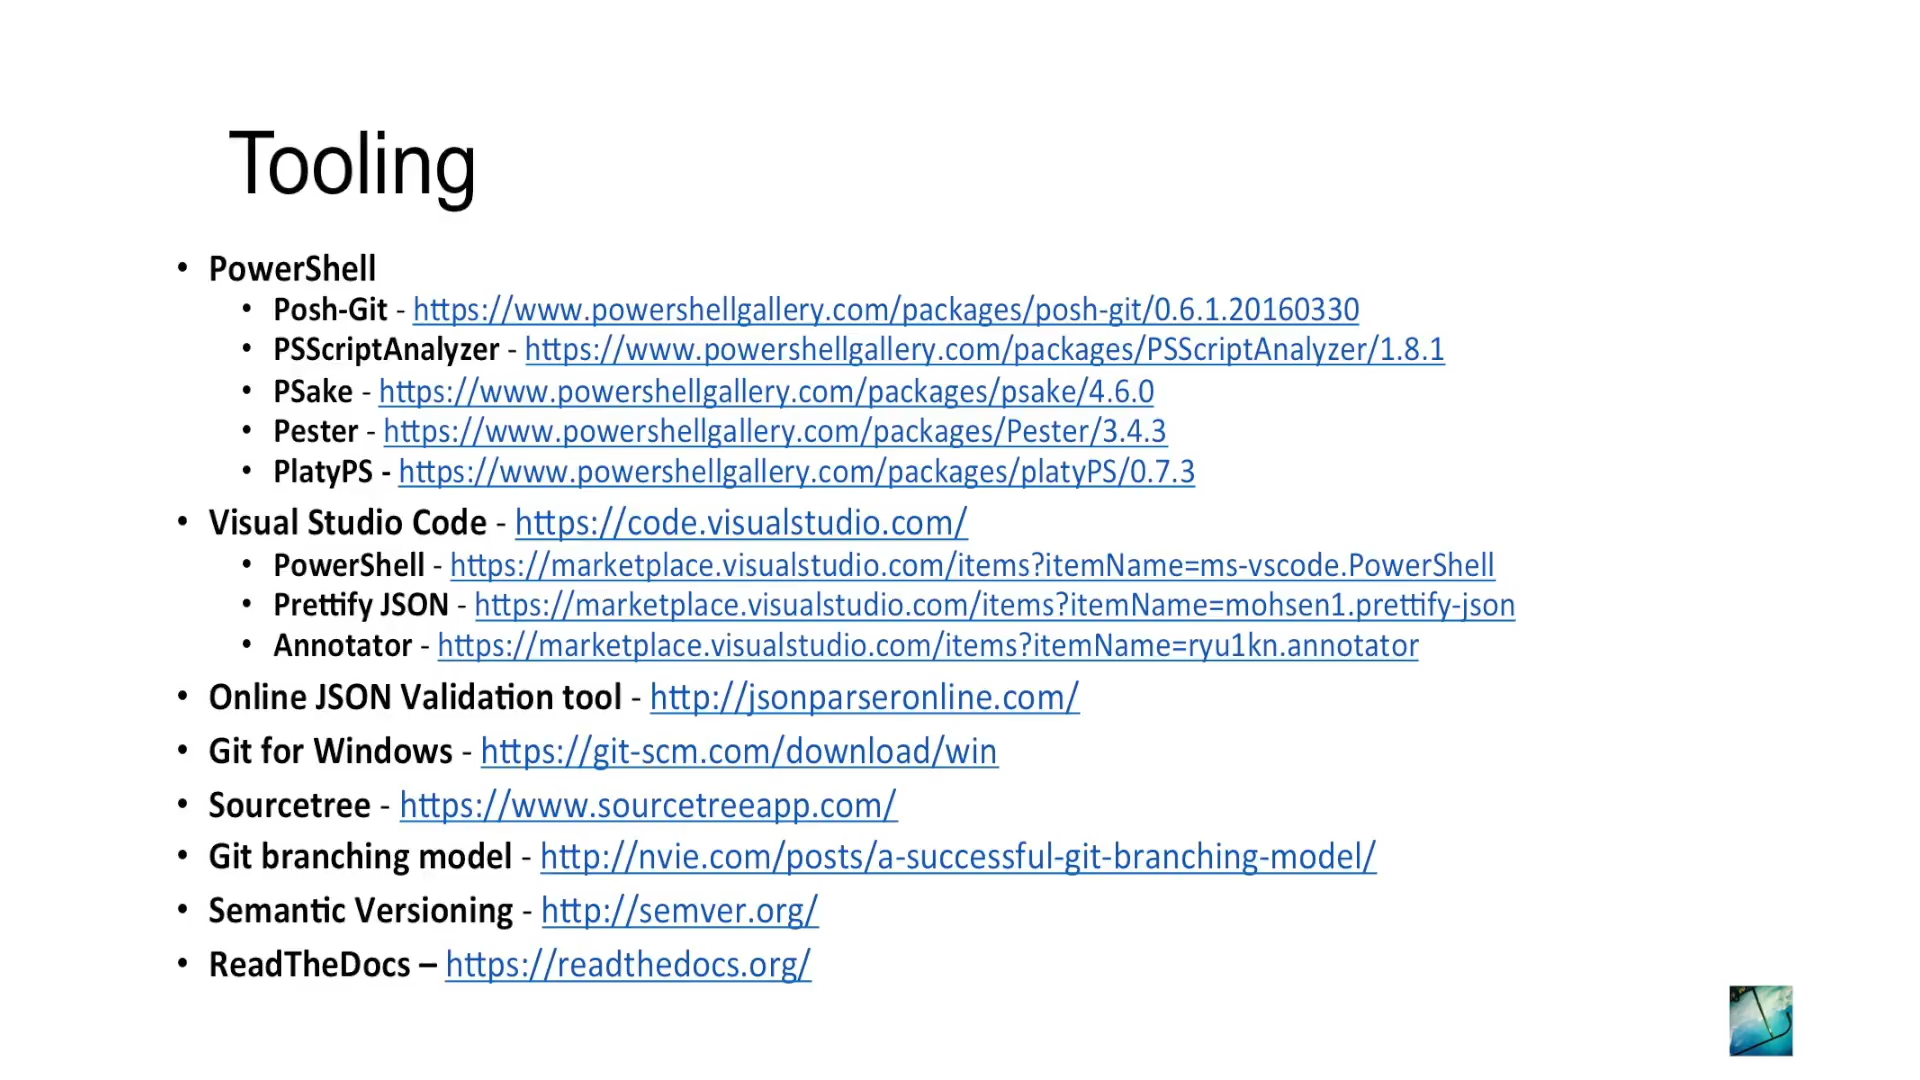 Tooling
• PowerShell
• Posh-Git - https://www.powershellgallery.com/packages/posh-git/0.6.1.20160330
• PSScriptAnalyzer - https://www.powershellgallery.com/packages/PSScriptAnalyzer/1.8.1
• PSake - https://www.powershellgallery.com/packages/psake/4.6.0
• Pester - https://www.powershellgallery.com/packages/Pester/3.4.3
• PlatyPS - https://www.powershellgallery.com/packages/platyPS/0.7.3
• Visual Studio Code - https://code.visualstudio.com/
• PowerShell - https://marketplace.visualstudio.com/items?itemName=ms-vscode.PowerShell
• Prettify JSON - https://marketplace.visualstudio.com/items?itemName=mohsen1.prettify-json
• Annotator - https://marketplace.visualstudio.com/items?itemName=ryu1kn.annotator
• Online JSON Validation tool - http://jsonparseronline.com/
• Git for Windows - https://git-scm.com/download/win
• Sourcetree - https://www.sourcetreeapp.com/
• Git branching model - http://nvie.com/posts/a-successful-git-branching-model/
• Semantic Versioning - http://semver.org/
• ReadTheDocs – https://readthedocs.org/